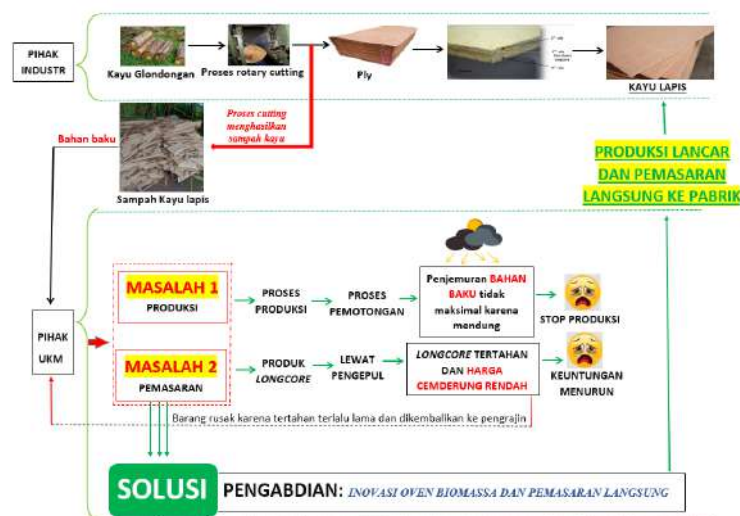 PIHAK
INDUSTR
Kayu Glondongan
Proses rotary cutting
Ply
KAYU LAPIS
Proses cutting
menghasilkan
sampah kayu
Bahan baku
Sampah Kayu lapis
PRODUKSI LANCAR
DAN PEMASARAN
LANGSUNG KE PABRIK
PIHAK
UKM
MASALAH 1
PRODUKSI
PROSES
PRODUKSI
PROSES
PEMOTONGAN
Penjemuran BAHAN
BAKU tidak
maksimal karena
mendung
STOP PRODUKSI
MASALAH 2
PEMASARAN
PRODUK
LONGCORE
LEWAT
PENGEPUL
LONGCORE TERTAHAN
DAN HARGA
CEMDERUNG RENDAH
KEUNTUNGAN
MENURUN
Barang rusak karena tertahan terlalu lama dan dikembalikan ke pengrajin
SOLUSI
PENGABDIAN: INOVASI OVEN BIOMASSA DAN PEMASARAN LANGSUNG